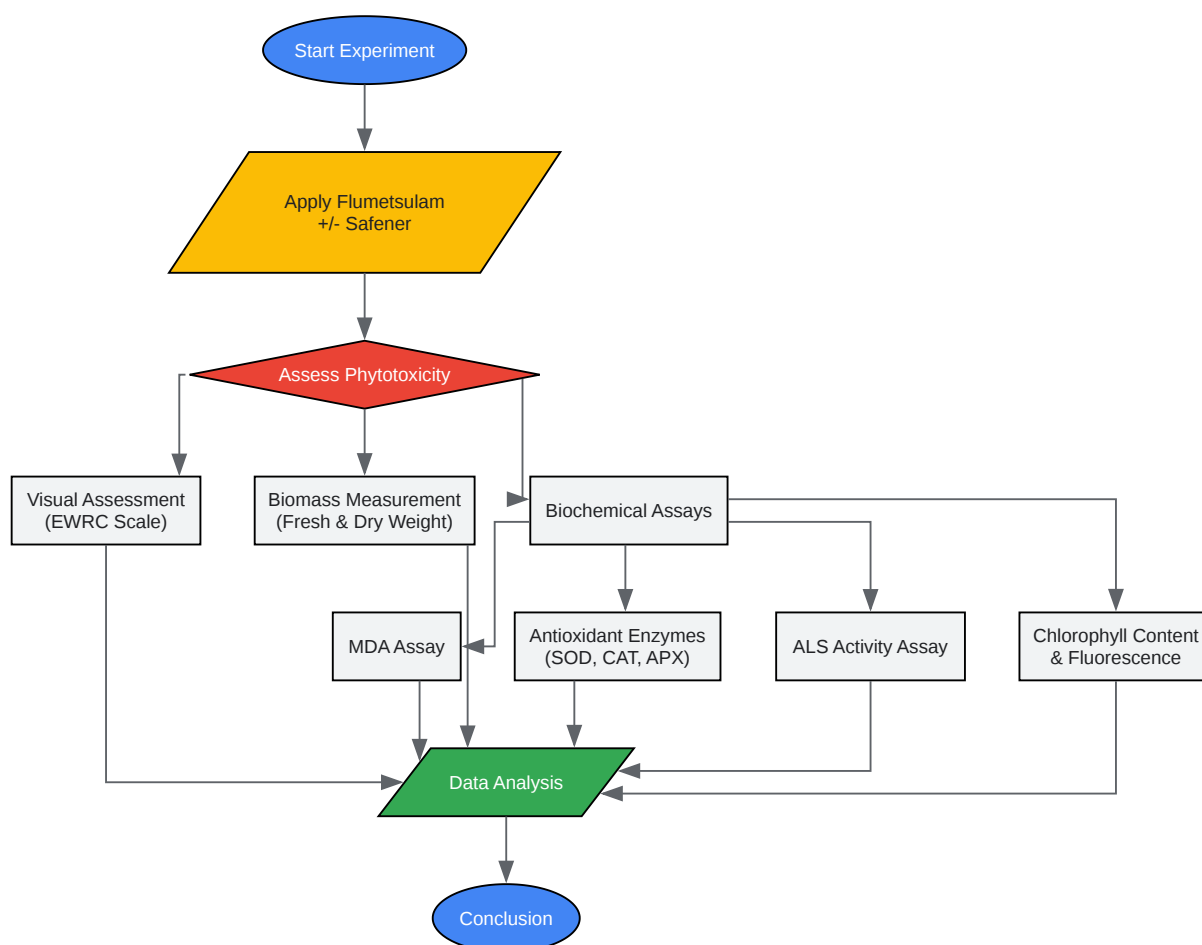 Start Experiment
Apply Flumetsulam
+/- Safener
Assess Phytotoxicity
Visual Assessment
(EWRC Scale)
Biomass Measurement
(Fresh & Dry Weight)
Biochemical Assays
MDA Assay
Antioxidant Enzymes
(SOD, CAT, APX)
ALS Activity Assay
Chlorophyll Content
& Fluorescence
Data Analysis
Conclusion